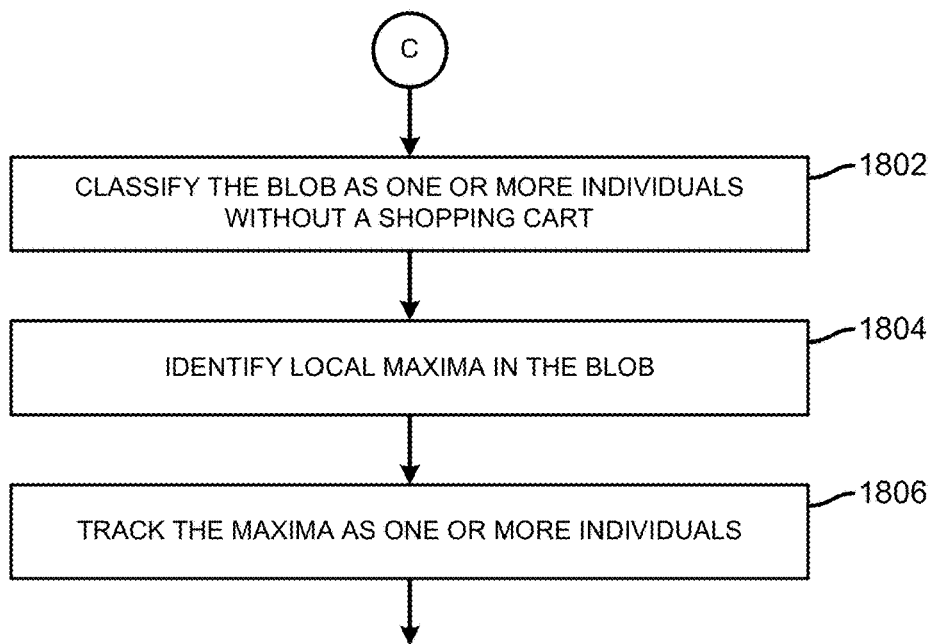 C
CLASSIFY THE BLOB AS ONE OR MORE INDIVIDUALS
WITHOUT A SHOPPING CART
1802
IDENTIFY LOCAL MAXIMA IN THE BLOB
1804
TRACK THE MAXIMA AS ONE OR MORE INDIVIDUALS
1806